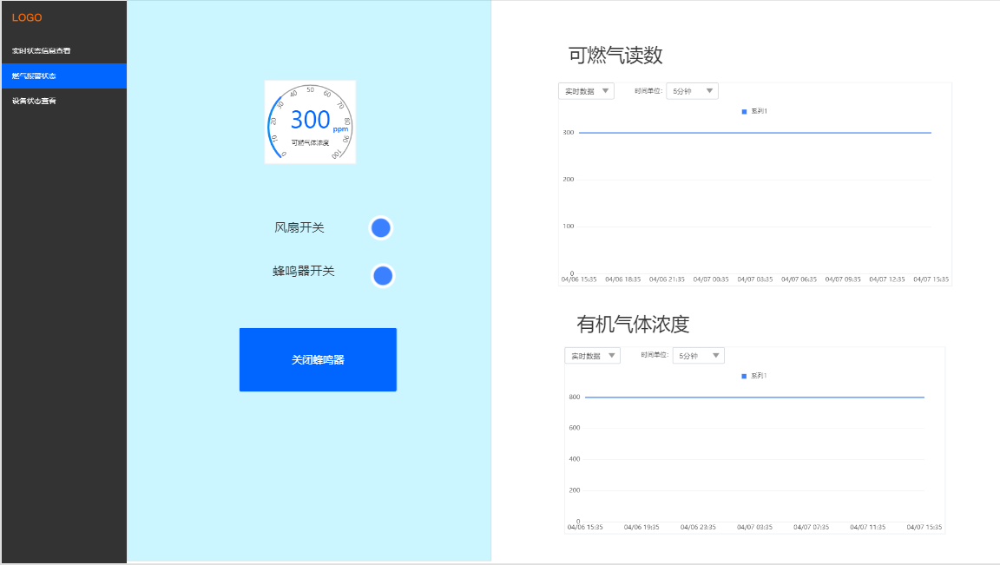 LOGO
实时状态信息查看
燃气报警状态
设备状态查看
0 10 20 30 40 50 60 70 80 90 100
300 ppm
可燃气体浓度
风扇开关
蜂鸣器开关
关闭蜂鸣器
可燃气读数
实时数据 时间单位: 5分钟
系列1
300
200
100
0
04/06 15:35 04/06 18:35 04/06 21:35 04/07 00:35 04/07 03:35 04/07 06:35 04/07 09:35 04/07 12:35 04/07 15:35
有机气体浓度
实时数据 时间单位: 5分钟
系列1
800
600
400
200
0
04/06 15:35 04/06 19:35 04/06 23:35 04/07 03:35 04/07 07:35 04/07 11:35 04/07 15:35